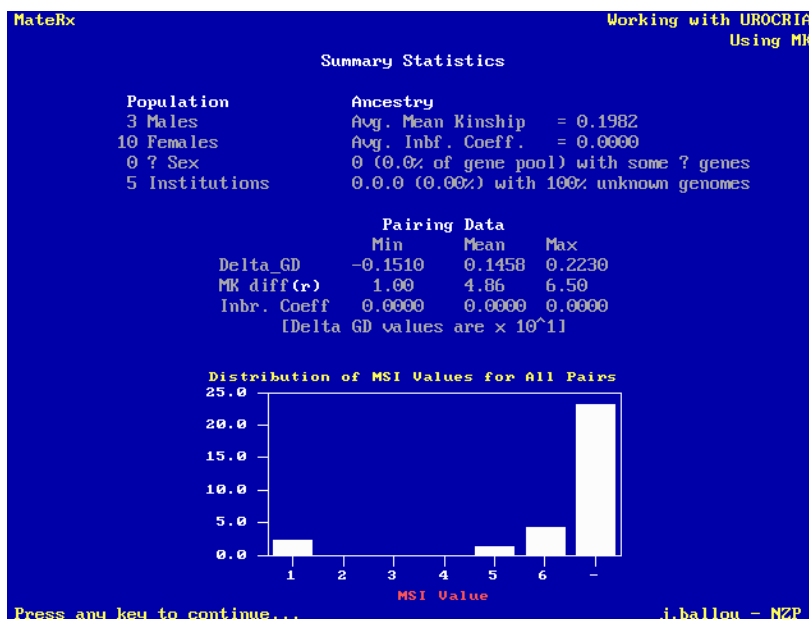 MateRx Working with UROCRIA
Using MK
Summary Statistics
Population Ancestry
3 Males Avg. Mean Kinship = 0.1982
10 Females Avg. Inbf. Coeff. = 0.0000
0 ? Sex 0 (0.0% of gene pool) with some ? genes
5 Institutions 0.0.0 (0.00%) with 100% unknown genomes
Pairing Data
Min Mean Max
Delta_GD -0.1510 0.1458 0.2230
MK diff(r) 1.00 4.86 6.50
Inbr. Coeff 0.0000 0.0000 0.0000
[Delta GD values are x 10^1]
Distribution of MSI Values for All Pairs
25.0
20.0
15.0
10.0
5.0
0.0
1 2 3 4 5 6 -
MSI Value
Press any key to continue... j.ballou - NZP